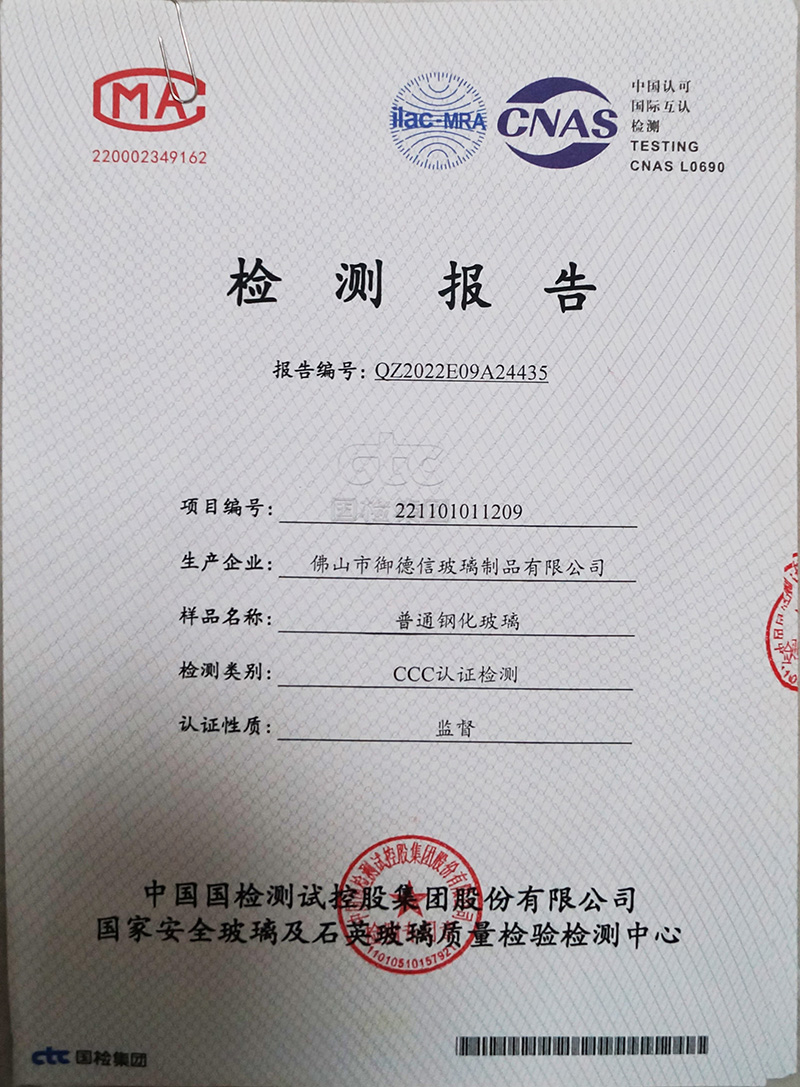 MA
220002349162
ilac-MRA
CNAS
中国认可
国际互认
检测
TESTING
CNAS L0690
检测报告
报告编号：QZ2022E09A24435
ctc
国检集团
项目编号：221101011209
生产企业：佛山市御德信玻璃制品有限公司
样品名称：普通钢化玻璃
检测类别：CCC认证检测
认证性质：监督
中国国检测试控股集团股份有限公司
国家安全玻璃及石英玻璃质量检验检测中心
ctc 国检集团